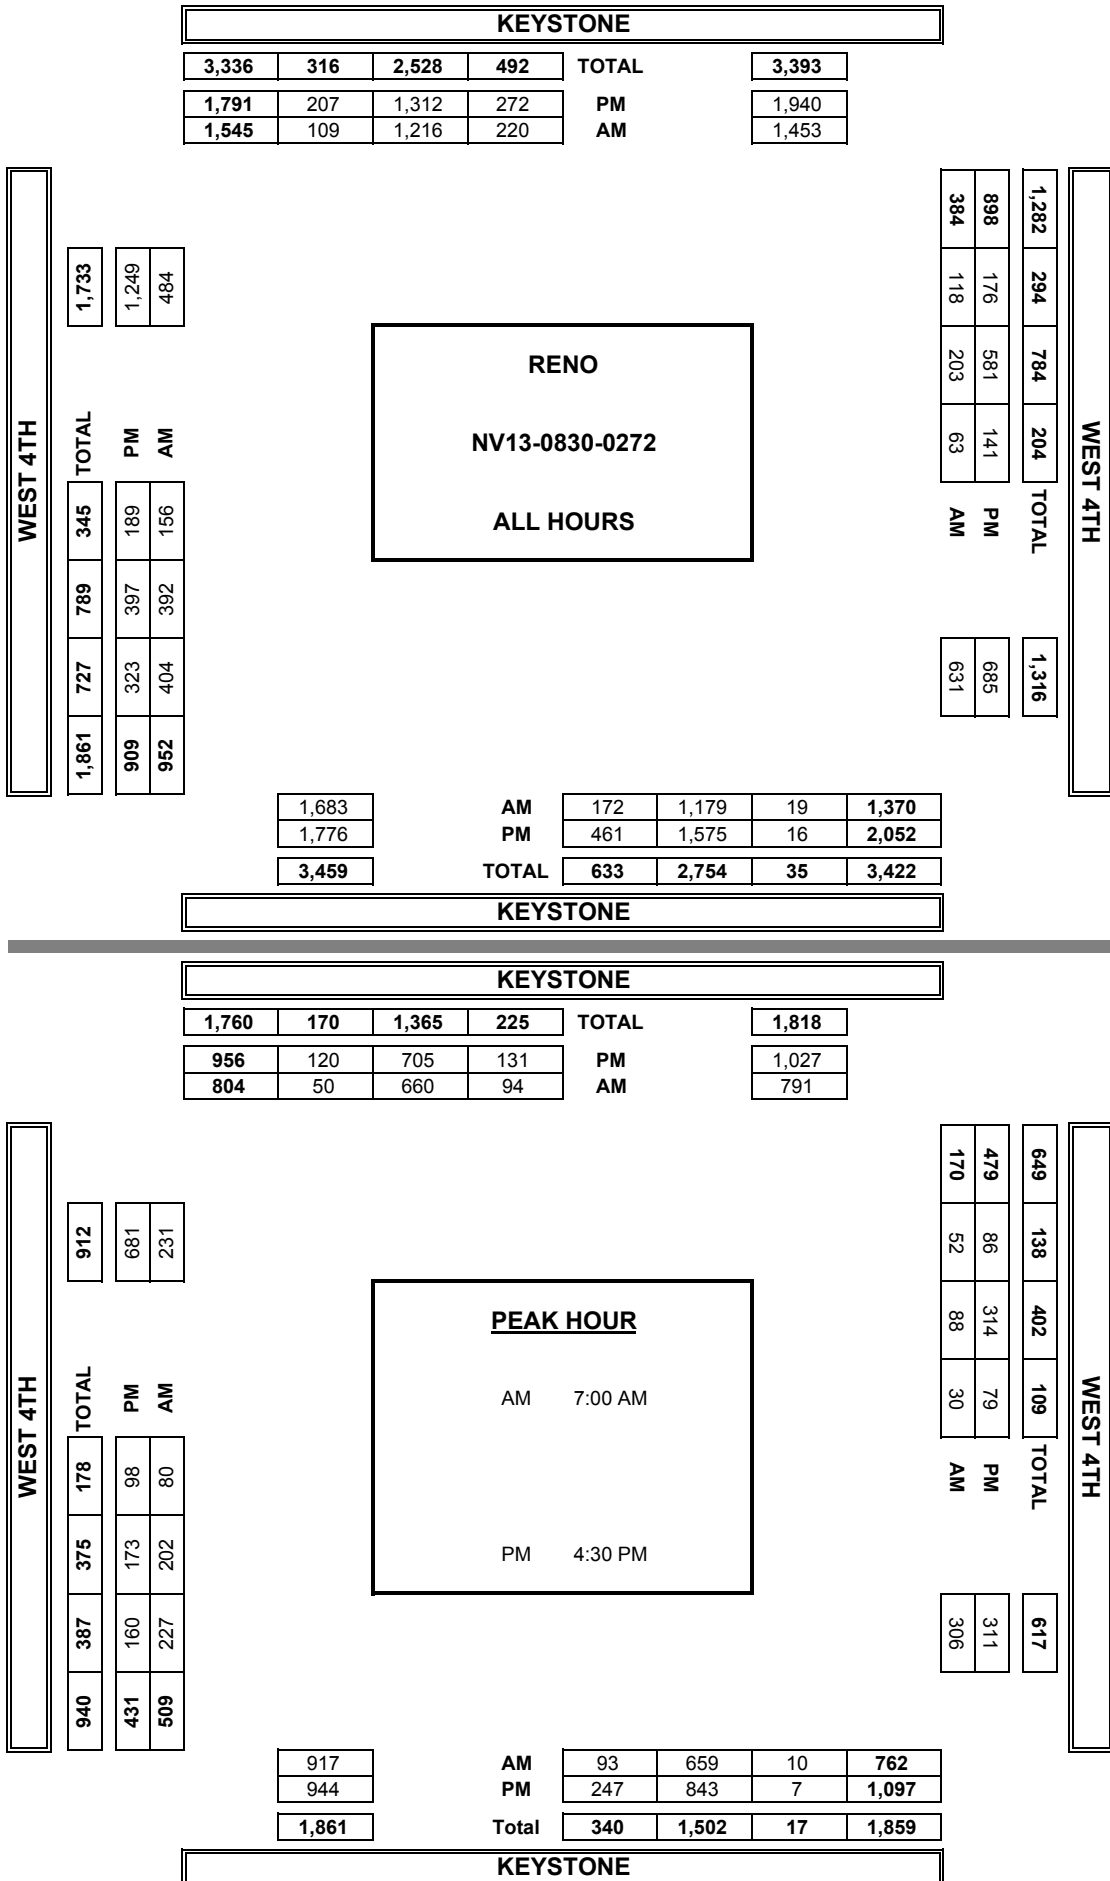 KEYSTONE
3,336 316 2,528 492 TOTAL 3,393
1,791 207 1,312 272 PM 1,940
1,545 109 1,216 220 AM 1,453
WEST 4TH
1,733 TOTAL 345 789 727 1,861
1,249 PM 189 397 323 909
484 AM 156 392 404 952
RENO
NV13-0830-0272
ALL HOURS
384 118 203 63 AM 631
898 176 581 141 PM 685
1,282 294 784 204 TOTAL 1,316
WEST 4TH
1,683 AM 172 1,179 19 1,370
1,776 PM 461 1,575 16 2,052
3,459 TOTAL 633 2,754 35 3,422
KEYSTONE
KEYSTONE
1,760 170 1,365 225 TOTAL 1,818
956 120 705 131 PM 1,027
804 50 660 94 AM 791
WEST 4TH
912 TOTAL 178 375 387 940
681 PM 98 173 160 431
231 AM 80 202 227 509
PEAK HOUR
AM 7:00 AM
PM 4:30 PM
170 52 88 30 AM 306
479 86 314 79 PM 311
649 138 402 109 TOTAL 617
WEST 4TH
917 AM 93 659 10 762
944 PM 247 843 7 1,097
1,861 Total 340 1,502 17 1,859
KEYSTONE